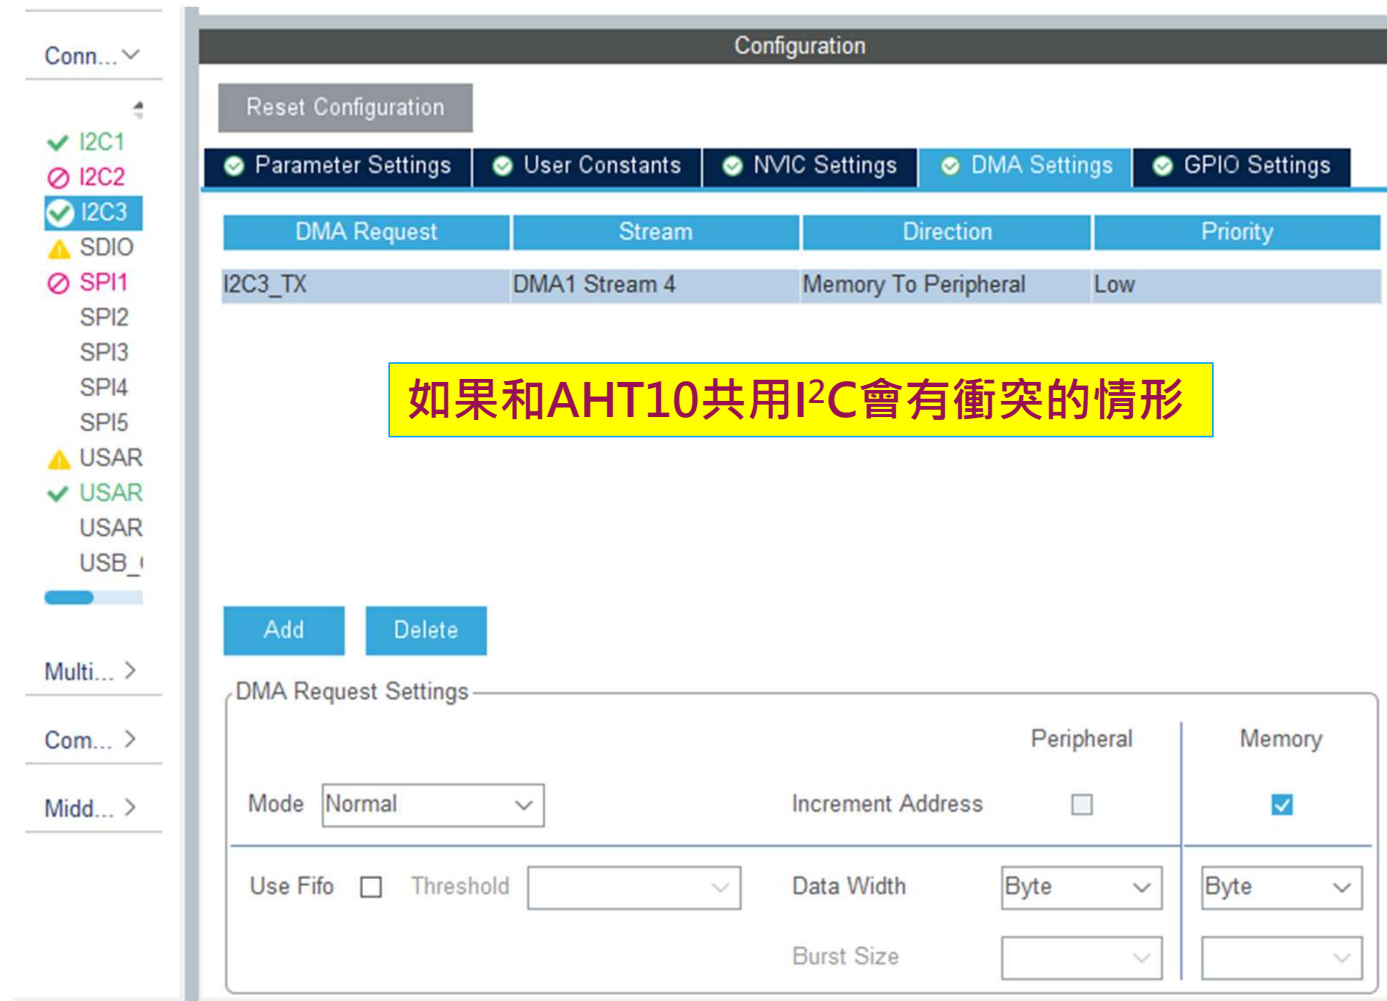 Configuration
Conn...
Reset Configuration
I2C1
I2C2
I2C3
SDIO
SPI1
SPI2
SPI3
SPI4
SPI5
USAR
USAR
USAR
USB_
Multi...
Com...
Midd...
Parameter Settings User Constants NVIC Settings DMA Settings GPIO Settings
DMA Request Stream Direction Priority
I2C3_TX DMA1 Stream 4 Memory To Peripheral Low
如果和AHT10共用I²C會有衝突的情形
Add Delete
DMA Request Settings
Peripheral Memory
Mode Normal Increment Address
Use Fifo Threshold Data Width Byte Byte
Burst Size